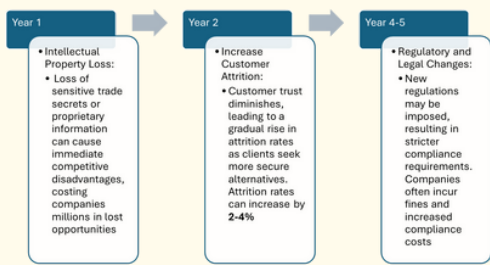 Year 1
• Intellectual
Property Loss:
• Loss of
sensitive trade
secrets or
proprietary
information
can cause
immediate
competitive
disadvantages,
costing
companies
millions in lost
opportunities
Year 2
• Increase
Customer
Attrition:
• Customer trust
diminishes,
leading to a
gradual rise in
attrition rates
as clients seek
more secure
alternatives.
Attrition rates
can increase by
2-4%
Year 4-5
• Regulatory and
Legal Changes:
• New
regulations
may be
imposed,
resulting in
stricter
compliance
requirements.
Companies
often incur
fines and
increased
compliance
costs